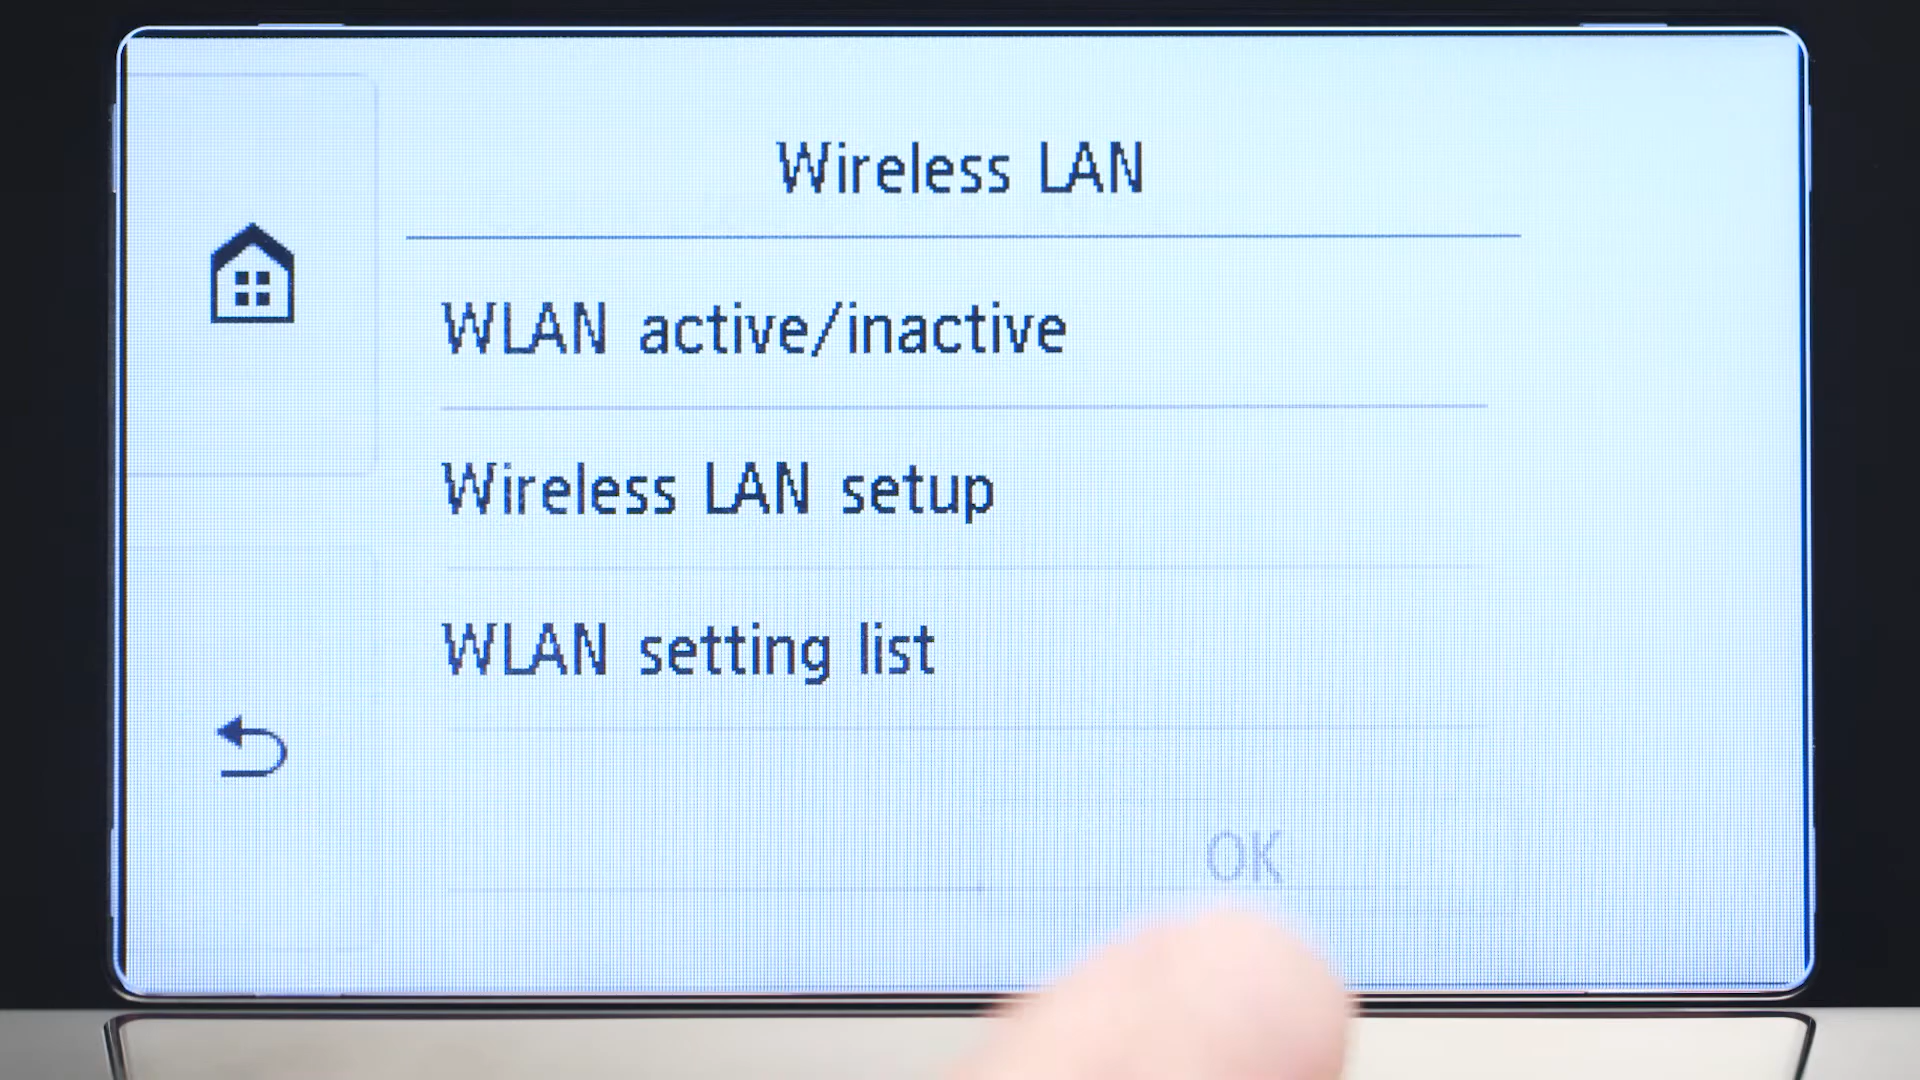 Wireless LAN
WLAN active/inactive
Wireless LAN setup
WLAN setting list
OK